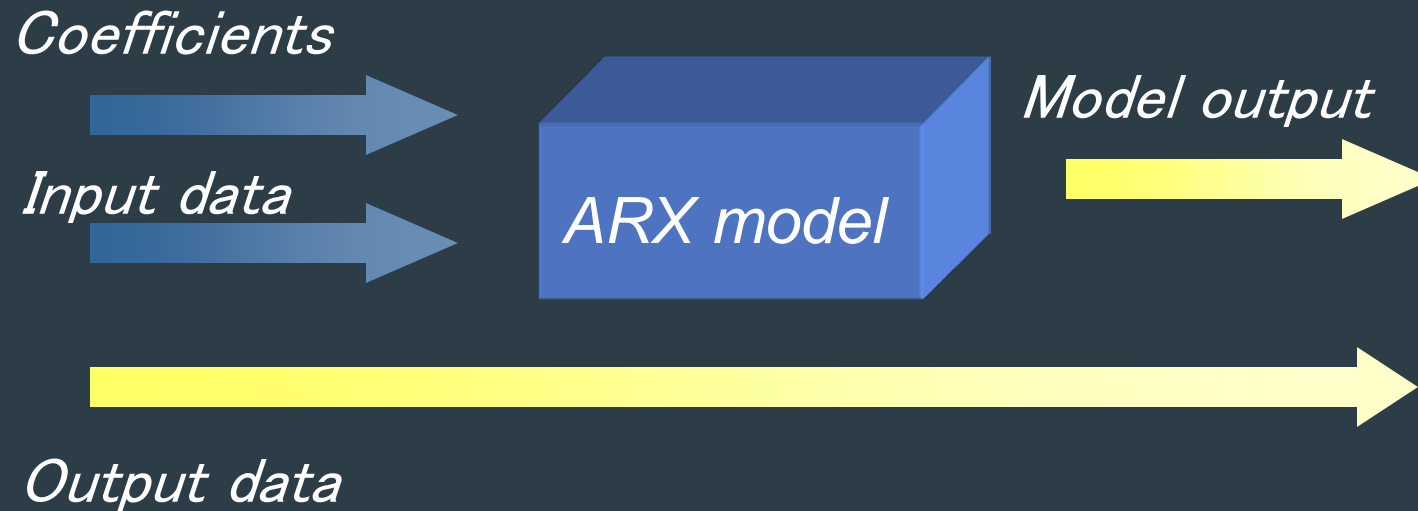 Coefficients
Input data
ARX model
Model output
Output data